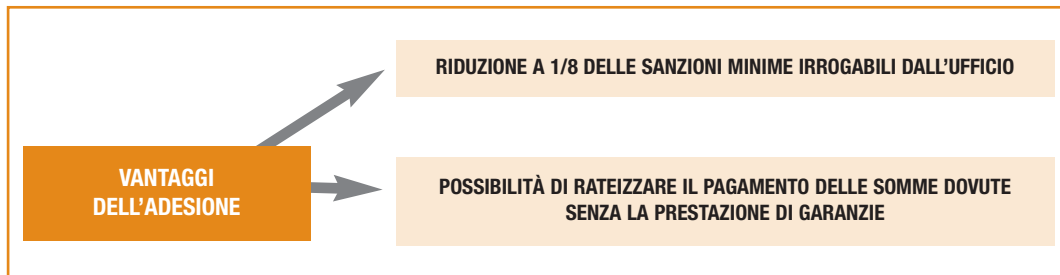 RIDUZIONE A 1/8 DELLE SANZIONI MINIME IRROGABILI DALL’UFFICIO
VANTAGGI
DELL’ADESIONE
POSSIBILITÀ DI RATEIZZARE IL PAGAMENTO DELLE SOMME DOVUTE
SENZA LA PRESTAZIONE DI GARANZIE